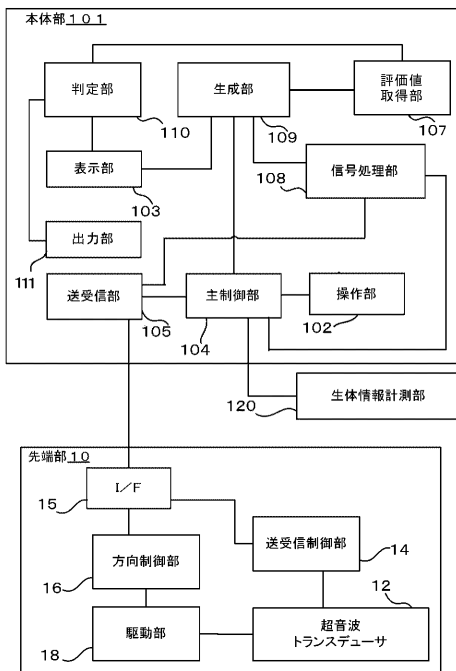 本体部101
判定部
110
生成部
109
評価値
取得部
107
表示部
103
信号処理部
108
出力部
111
送受信部
105
主制御部
104
操作部
102
生体情報計測部
120
先端部10
I/F
15
送受信制御部
14
方向制御部
16
12
駆動部
18
超音波
トランスデューサ